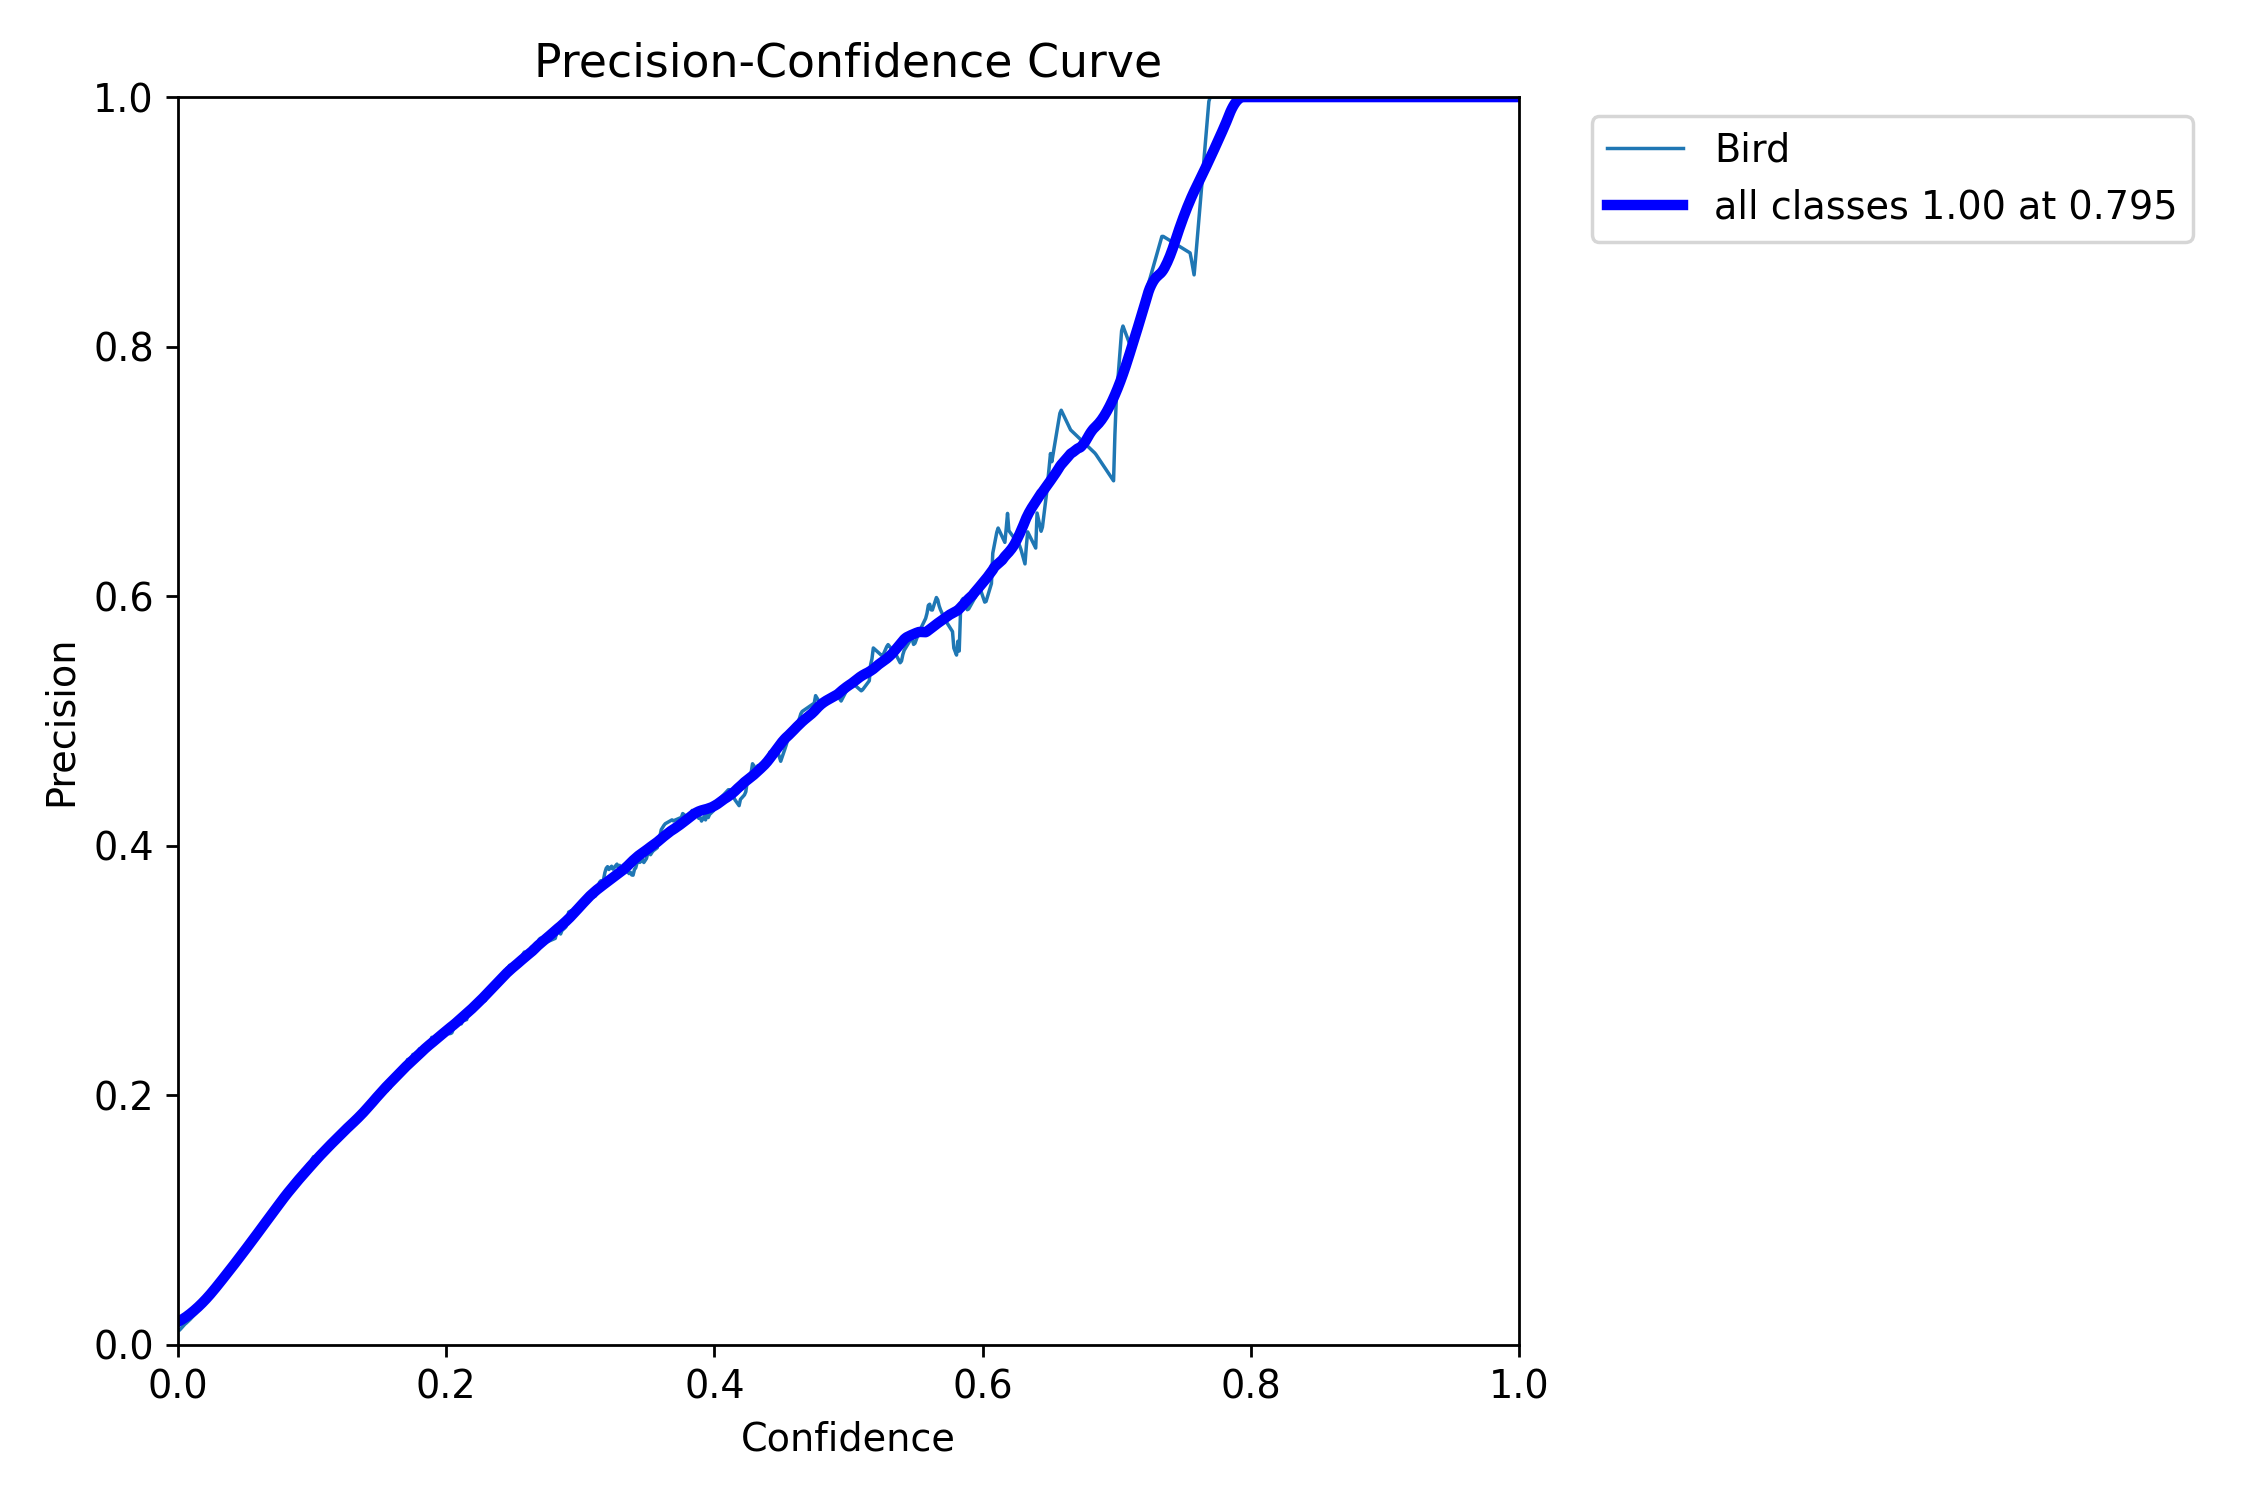 Precision-Confidence Curve
Bird
all classes 1.00 at 0.795
Precision
1.0
0.8
0.6
0.4
0.2
0.0
0.0 0.2 0.4 0.6 0.8 1.0
Confidence